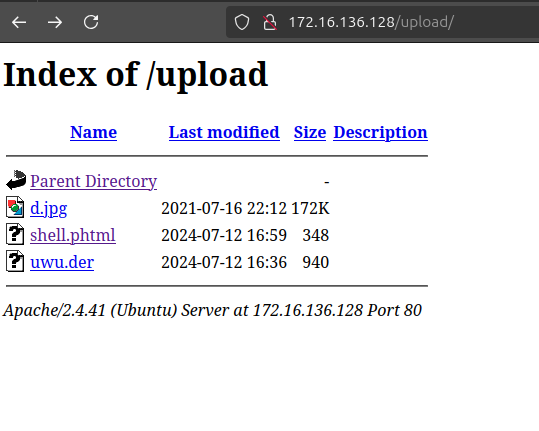 172.16.136.128/upload/
Index of /upload
Name Last modified Size Description
Parent Directory -
d.jpg 2021-07-16 22:12 172K
shell.phtml 2024-07-12 16:59 348
uwu.der 2024-07-12 16:36 940
Apache/2.4.41 (Ubuntu) Server at 172.16.136.128 Port 80